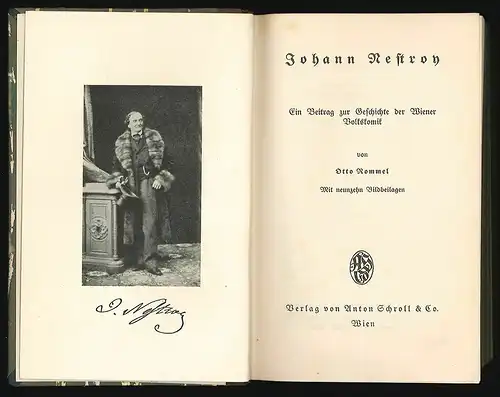 J. Nestroy
Johann Nestroy
Ein Beitrag zur Geschichte der Wiener
Volkskomik
von
Otto Rommel
Mit neunzehn Bildbeilagen
Verlag von Anton Schroll & Co.
Wien